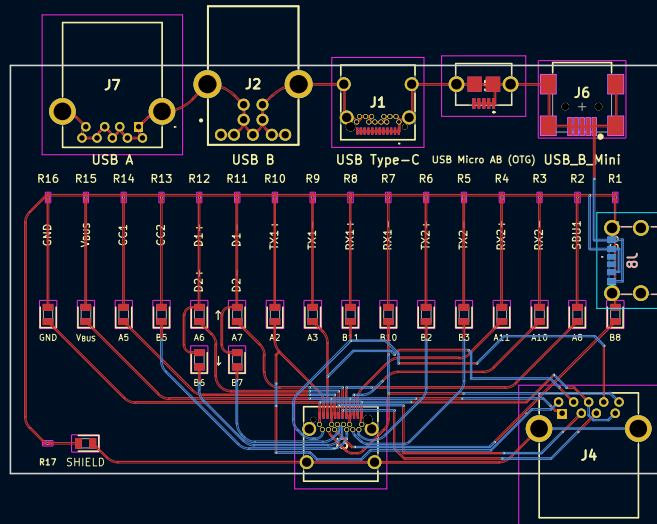 J7
J2
J1
J6
USB A
USB B
USB Type-C
USB Micro AB (OTG)
USB_B_Mini
R16 R15 R14 R13 R12 R11 R10 R9 R8 R7 R6 R5 R4 R3 R2 R1
GND
VBUS
CC1
CC2
D1+
D1-
TX1+
TX1-
RX1+
RX1-
TX2+
TX2-
RX2+
RX2-
SBU1
D2+
D2-
J8
GND VBUS A5 B5 A6 A7 A2 A3 B11 B10 B2 B3 A11 A10 A8 B8
B6 B7
J4
R17 SHIELD